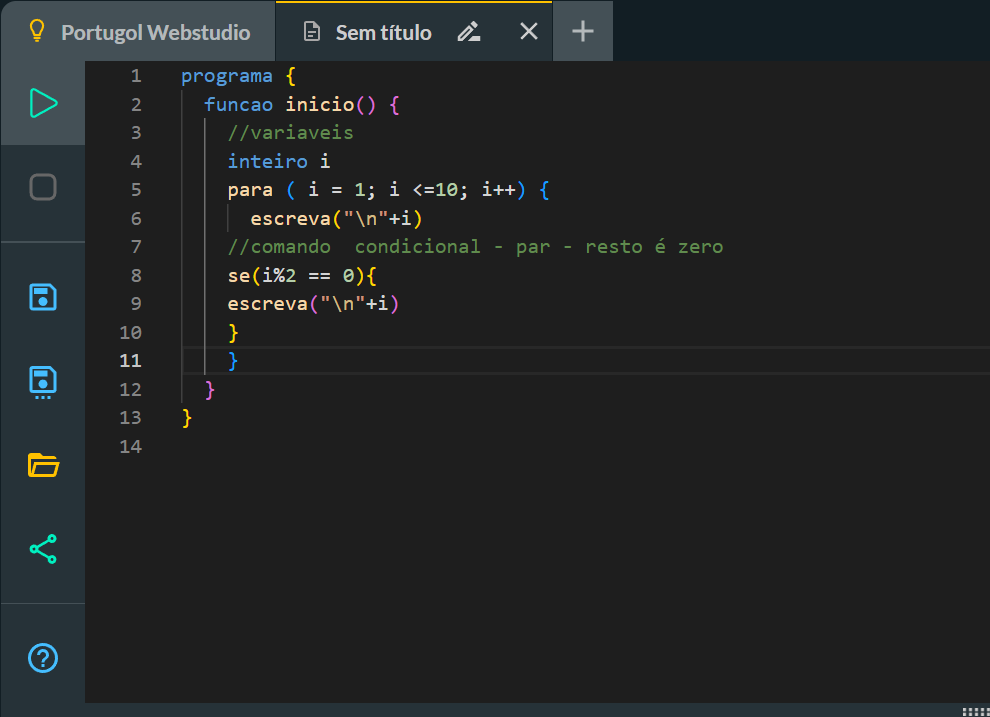 Portugol Webstudio
Sem título
1 programa {
2 funcao inicio() {
3 //variaveis
4 inteiro i
5 para ( i = 1; i <=10; i++) {
6 escreva("\n"+i)
7 //comando  condicional - par - resto é zero
8 se(i%2 == 0){
9 escreva("\n"+i)
10 }
11 }
12 }
13 }
14